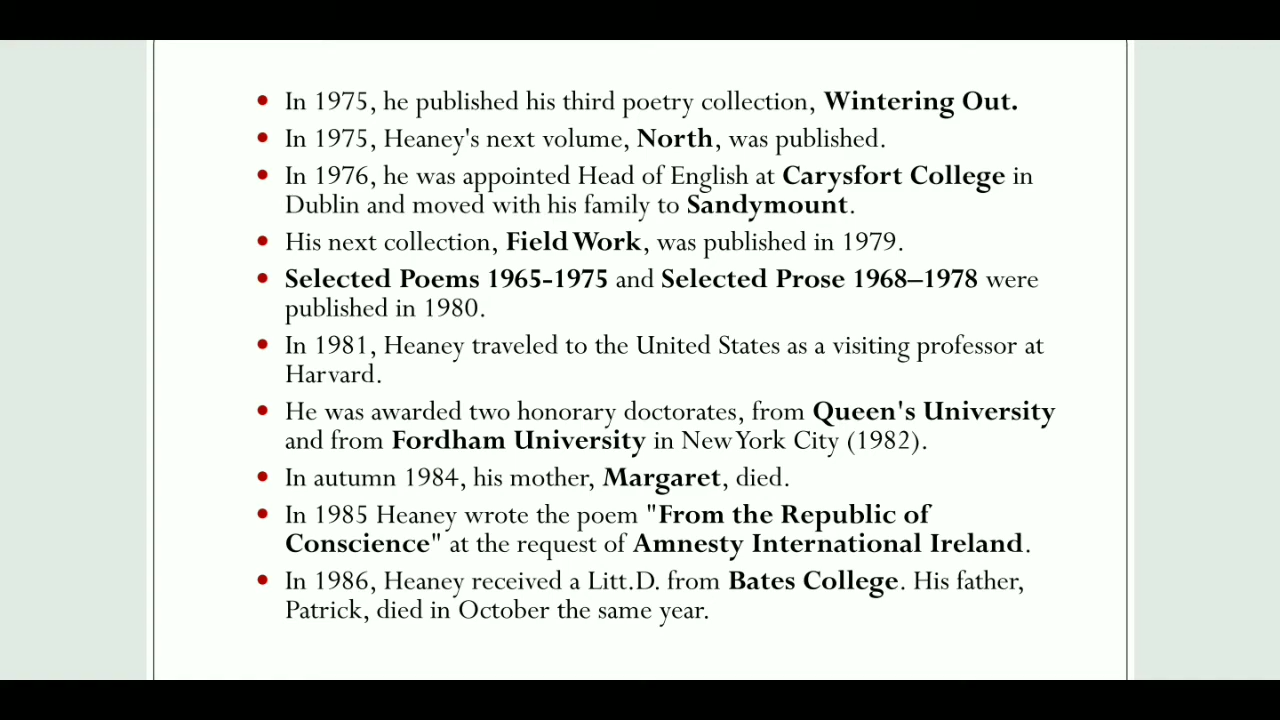 • In 1975, he published his third poetry collection, Wintering Out.
• In 1975, Heaney's next volume, North, was published.
• In 1976, he was appointed Head of English at Carysfort College in
Dublin and moved with his family to Sandymount.
• His next collection, Field Work, was published in 1979.
• Selected Poems 1965-1975 and Selected Prose 1968–1978 were
published in 1980.
• In 1981, Heaney traveled to the United States as a visiting professor at
Harvard.
• He was awarded two honorary doctorates, from Queen's University
and from Fordham University in New York City (1982).
• In autumn 1984, his mother, Margaret, died.
• In 1985 Heaney wrote the poem "From the Republic of
Conscience" at the request of Amnesty International Ireland.
• In 1986, Heaney received a Litt.D. from Bates College. His father,
Patrick, died in October the same year.